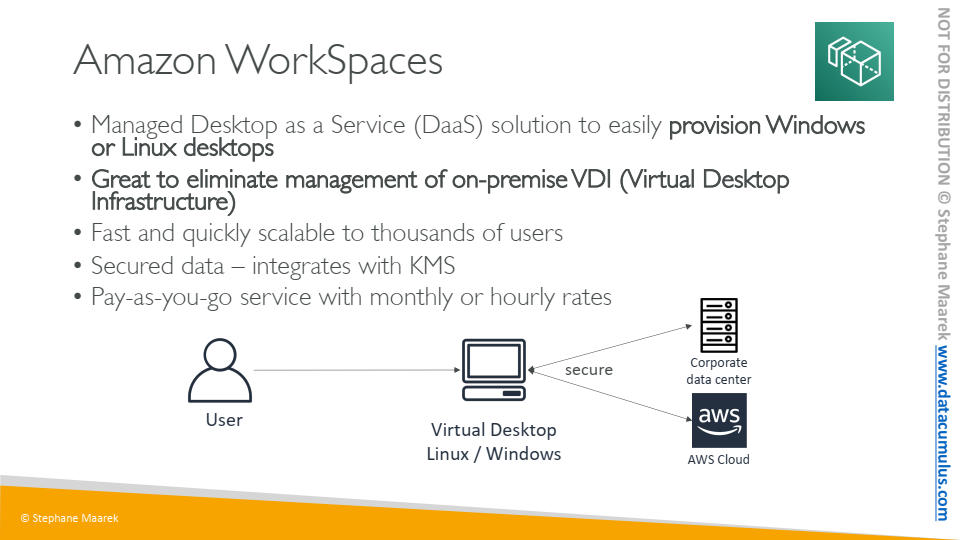 Amazon WorkSpaces
• Managed Desktop as a Service (DaaS) solution to easily provision Windows
or Linux desktops
• Great to eliminate management of on-premise VDI (Virtual Desktop
Infrastructure)
• Fast and quickly scalable to thousands of users
• Secured data – integrates with KMS
• Pay-as-you-go service with monthly or hourly rates
User
Virtual Desktop
Linux / Windows
secure
Corporate
data center
aws
AWS Cloud
© Stephane Maarek
NOT FOR DISTRIBUTION © Stephane Maarek www.datacumulus.com